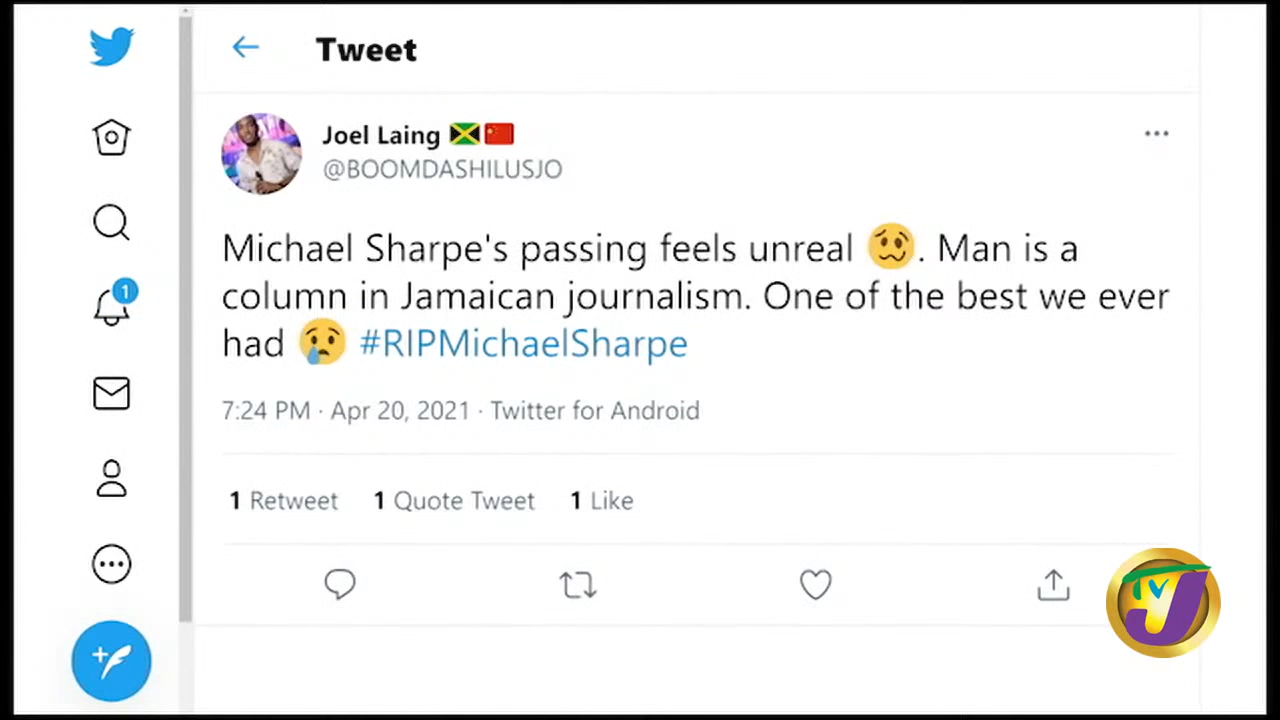 Tweet
Joel Laing 🇯🇲🇨🇳
@BOOMDASHILUSJO
Michael Sharpe's passing feels unreal 🥴. Man is a
column in Jamaican journalism. One of the best we ever
had 😢 #RIPMichaelSharpe
7:24 PM · Apr 20, 2021 · Twitter for Android
1 Retweet 1 Quote Tweet 1 Like
1
TVJ